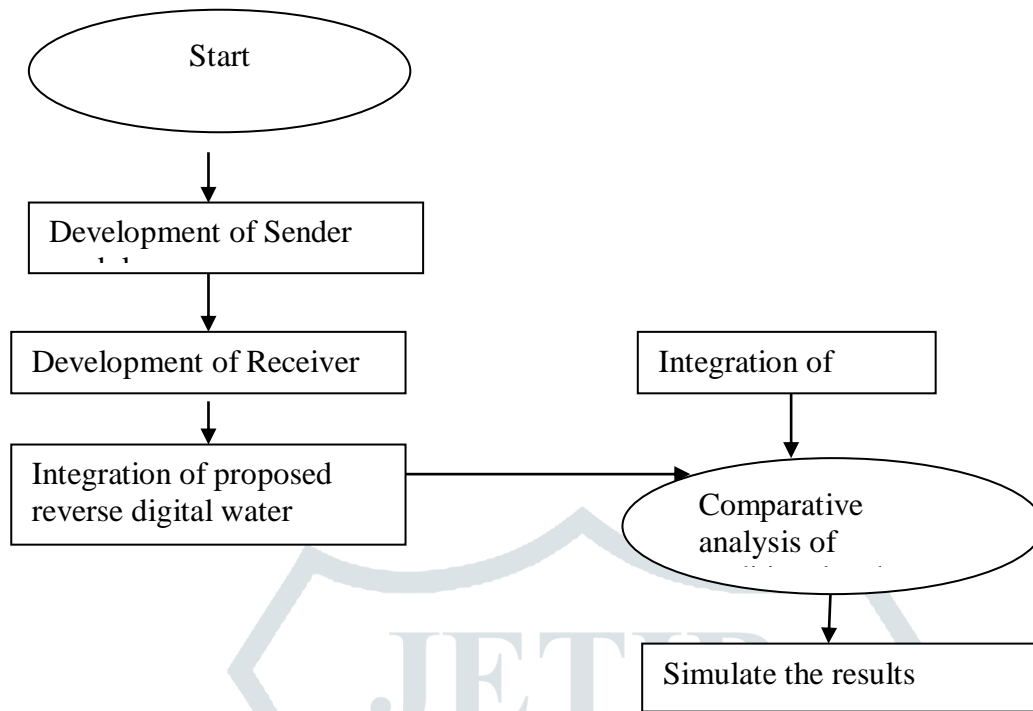 Start
Development of Sender
Development of Receiver
Integration of proposed
reverse digital water
Integration of
Comparative
analysis of
Simulate the results